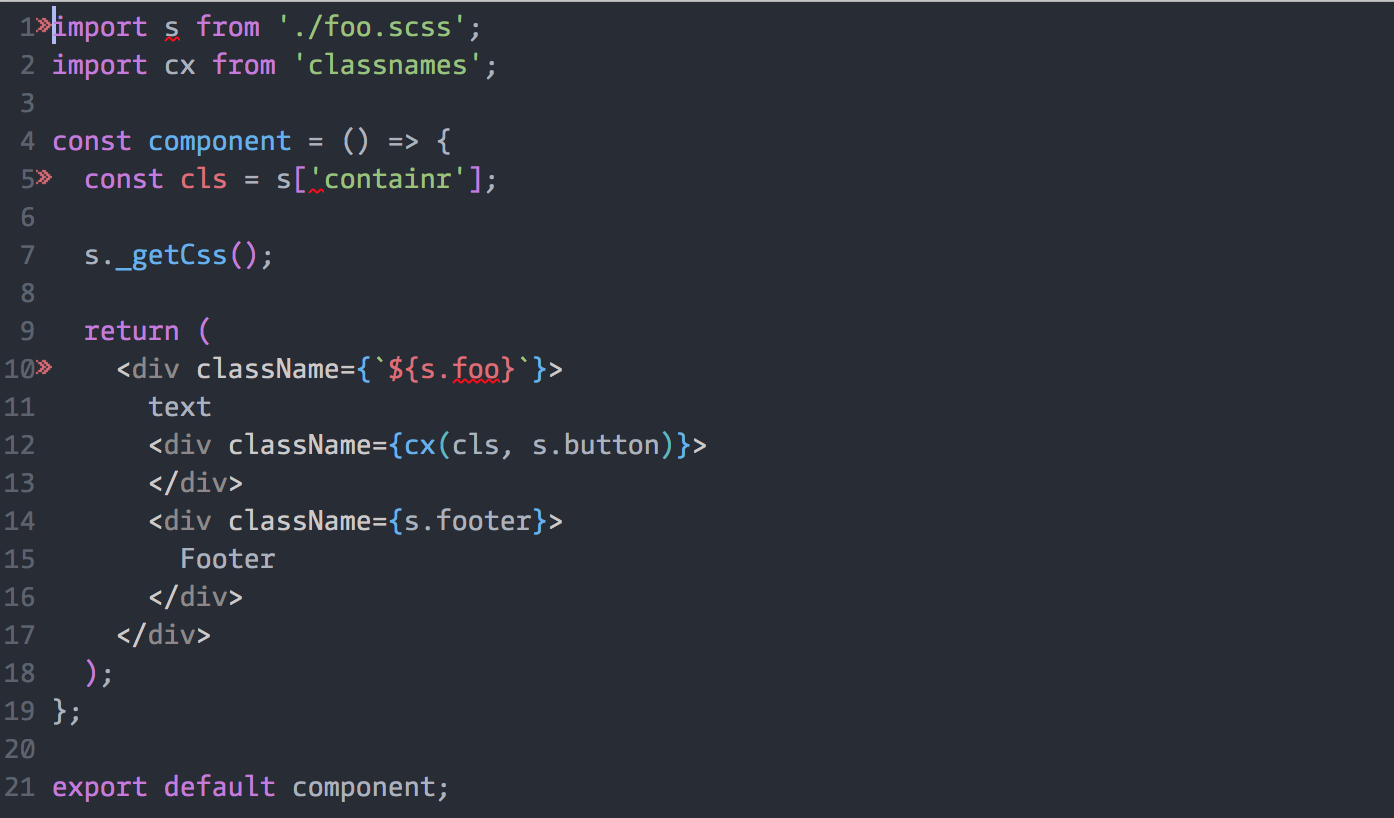 1 import s from './foo.scss';
2 import cx from 'classnames';
3
4 const component = () => {
5   const cls = s['containr'];
6
7   s._getCss();
8
9   return (
10     <div className={`${s.foo}`}>
11       text
12       <div className={cx(cls, s.button)}>
13       </div>
14       <div className={s.footer}>
15         Footer
16       </div>
17     </div>
18   );
19 };
20
21 export default component;